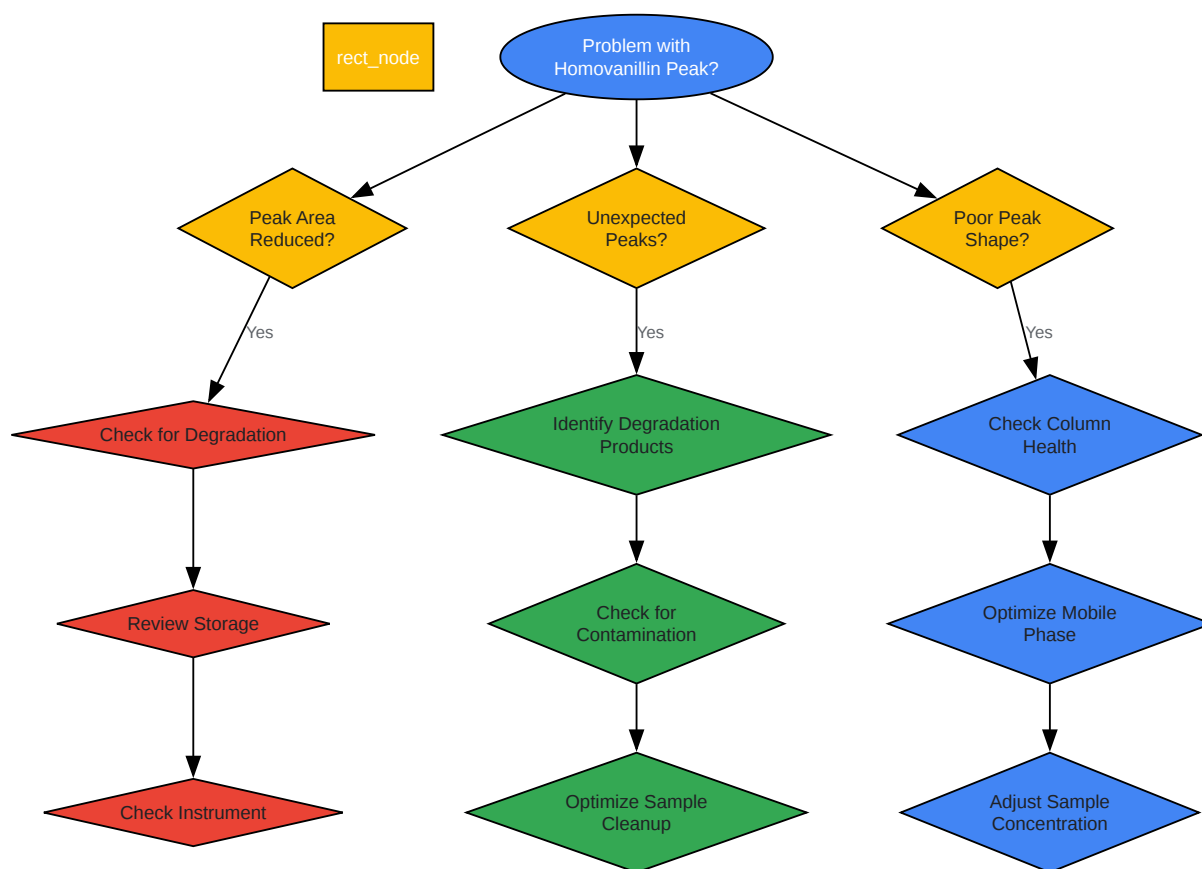 rect_node
Problem with
Homovanillin Peak?
Peak Area
Reduced?
Unexpected
Peaks?
Poor Peak
Shape?
Yes
Yes
Yes
Check for Degradation
Identify Degradation
Products
Check Column
Health
Review Storage
Check for
Contamination
Optimize Mobile
Phase
Check Instrument
Optimize Sample
Cleanup
Adjust Sample
Concentration